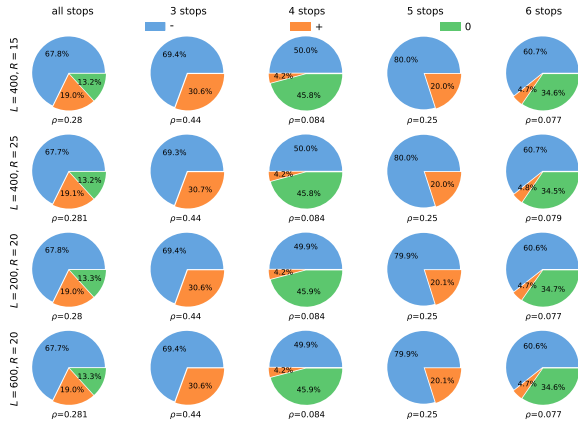 all stops 3 stops 4 stops 5 stops 6 stops
- + 0
L = 400, R = 15
67.8% 13.2% 19.0%
69.4% 30.6%
50.0% 4.2% 45.8%
80.0% 20.0%
60.7% 4.7% 34.6%
ρ=0.28 ρ=0.44 ρ=0.084 ρ=0.25 ρ=0.077
L = 400, R = 25
67.7% 13.2% 19.1%
69.3% 30.7%
50.0% 4.2% 45.8%
80.0% 20.0%
60.7% 4.8% 34.5%
ρ=0.281 ρ=0.44 ρ=0.084 ρ=0.25 ρ=0.079
L = 200, R = 20
67.8% 13.3% 19.0%
69.4% 30.6%
49.9% 4.2% 45.9%
79.9% 20.1%
60.6% 4.7% 34.7%
ρ=0.28 ρ=0.44 ρ=0.084 ρ=0.25 ρ=0.077
L = 600, R = 20
67.7% 13.3% 19.0%
69.4% 30.6%
49.9% 4.2% 45.9%
79.9% 20.1%
60.6% 4.7% 34.6%
ρ=0.281 ρ=0.44 ρ=0.084 ρ=0.25 ρ=0.077